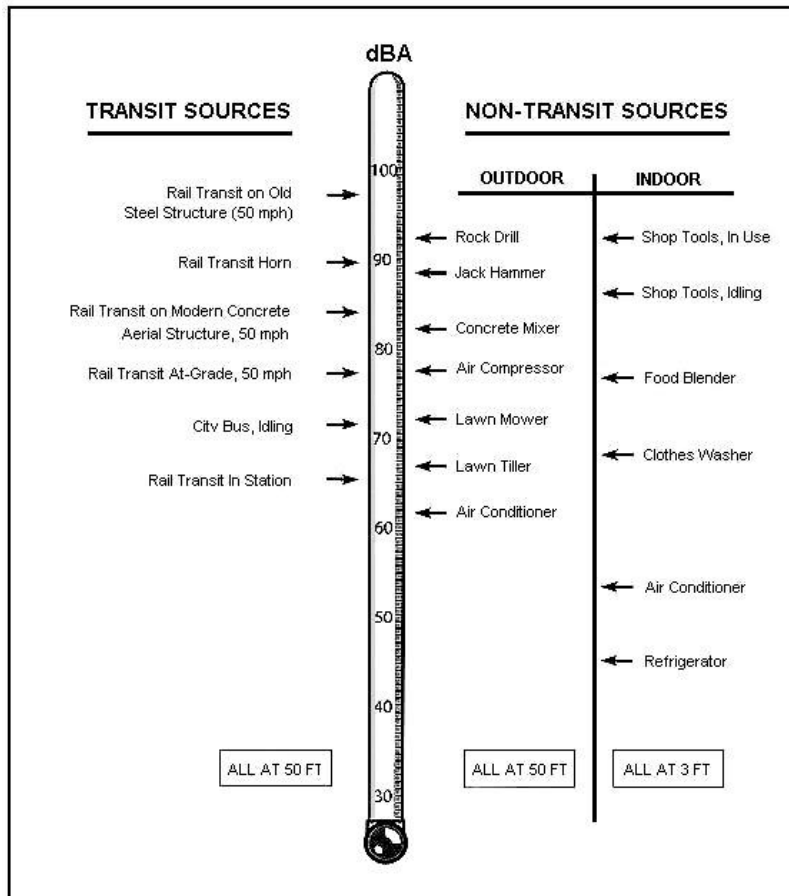 dBA
TRANSIT SOURCES
Rail Transit on Old
Steel Structure (50 mph)
Rail Transit Horn
Rail Transit on Modern Concrete
Aerial Structure, 50 mph
Rail Transit At-Grade, 50 mph
City Bus, Idling
Rail Transit In Station
ALL AT 50 FT
100
90
80
70
60
50
40
30
NON-TRANSIT SOURCES
OUTDOOR
Rock Drill
Jack Hammer
Concrete Mixer
Air Compressor
Lawn Mower
Lawn Tiller
Air Conditioner
ALL AT 50 FT
INDOOR
Shop Tools, In Use
Shop Tools, Idling
Food Blender
Clothes Washer
Air Conditioner
Refrigerator
ALL AT 3 FT